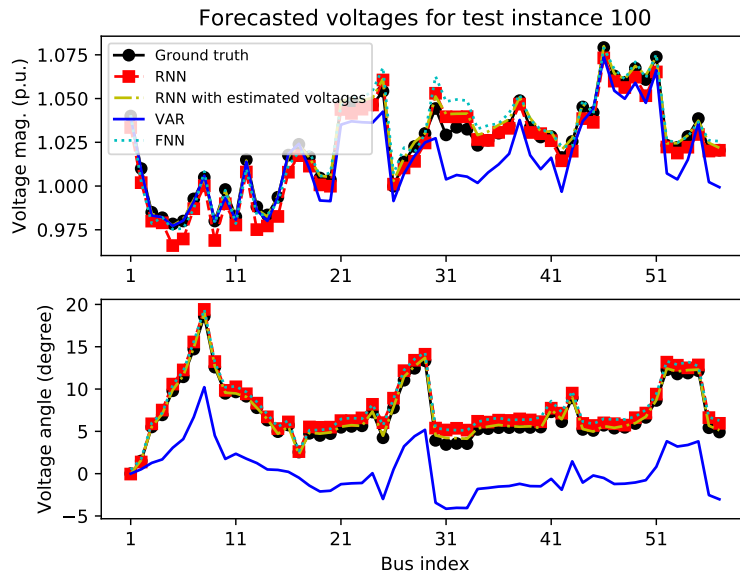 Forecasted voltages for test instance 100
Voltage mag. (p.u.)
1.075
1.050
1.025
1.000
0.975
Ground truth
RNN
RNN with estimated voltages
VAR
FNN
1 11 21 31 41 51
Voltage angle (degree)
20
15
10
5
0
−5
1 11 21 31 41 51
Bus index